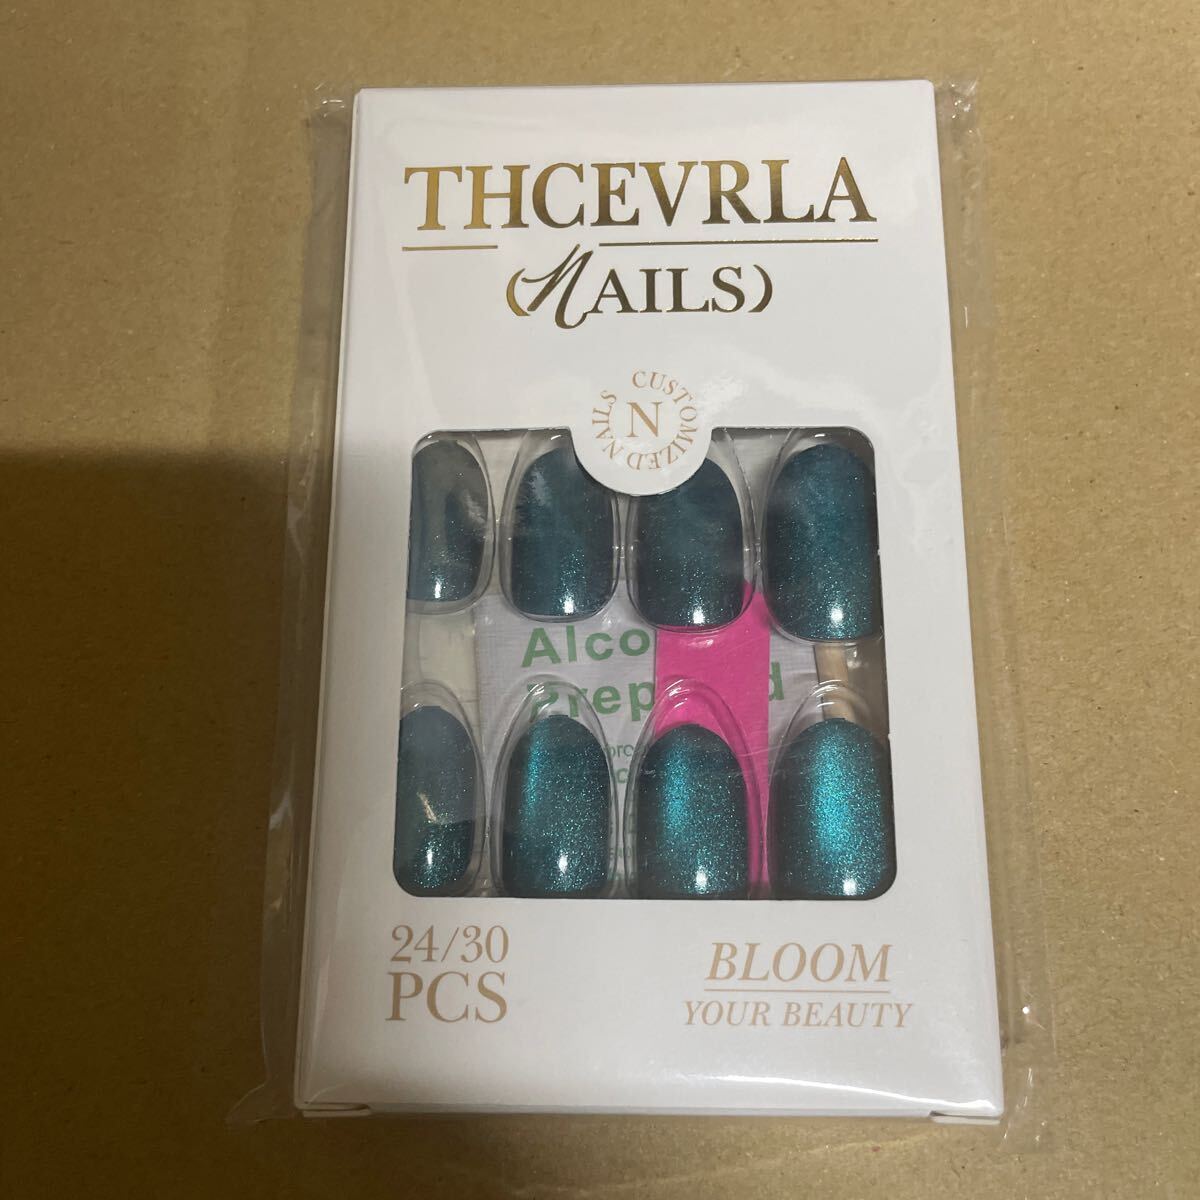 THCEVRLA
(NAILS)
CUSTOMIZED NAILS
N
Alco
Prep d
24/30
PCS
BLOOM
YOUR BEAUTY